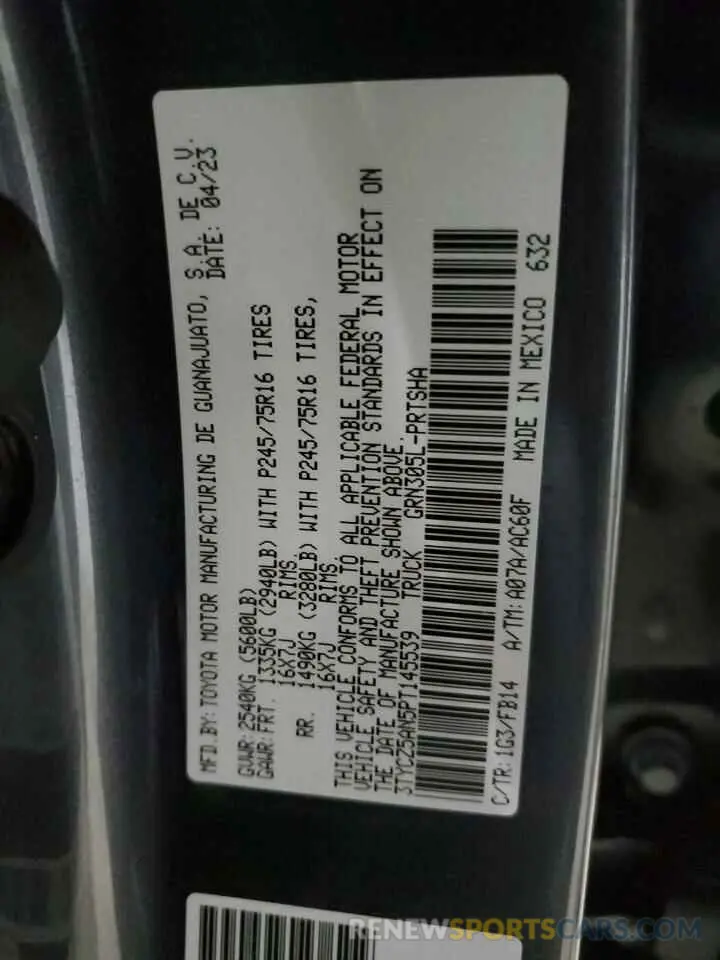 MFD.BY:TOYOTA MOTOR MANUFACTURING DE GUANAJUATO, S.A. DE C.V.
DATE: 04/23
GVWR:2540KG (5600LB)
GAWR:FRT. 1335KG (2940LB) WITH P245/75R16 TIRES
16X7J RIMS.
RR. 1490KG (3280LB) WITH P245/75R16 TIRES,
16X7J RIMS.
THIS VEHICLE CONFORMS TO ALL APPLICABLE FEDERAL MOTOR
VEHICLE SAFETY AND THEFT PREVENTION STANDARDS IN EFFECT ON
THE DATE OF MANUFACTURE SHOWN ABOVE.
3TYCZ5AN5PT145539 TRUCK GRN305L-PRTSHA
C/TR:1G3/FB14 A/TM:A07A/AC60F MADE IN MEXICO 632
RENEWSPORTSCARS.COM